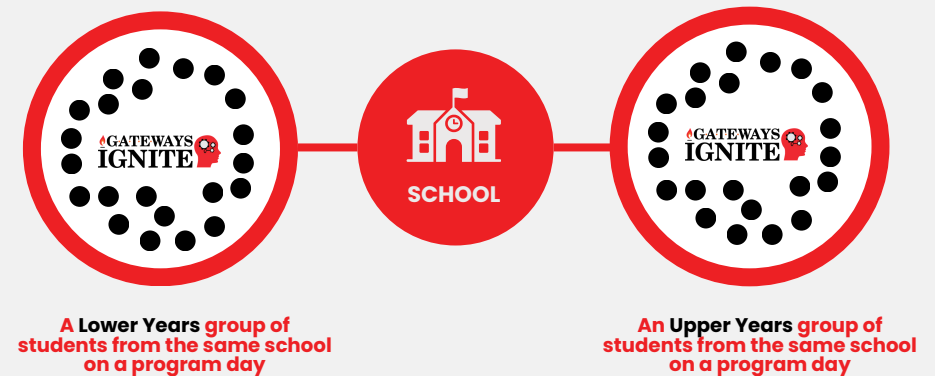 GATEWAYS
IGNITE
SCHOOL
GATEWAYS
IGNITE
A Lower Years group of
students from the same school
on a program day
An Upper Years group of
students from the same school
on a program day